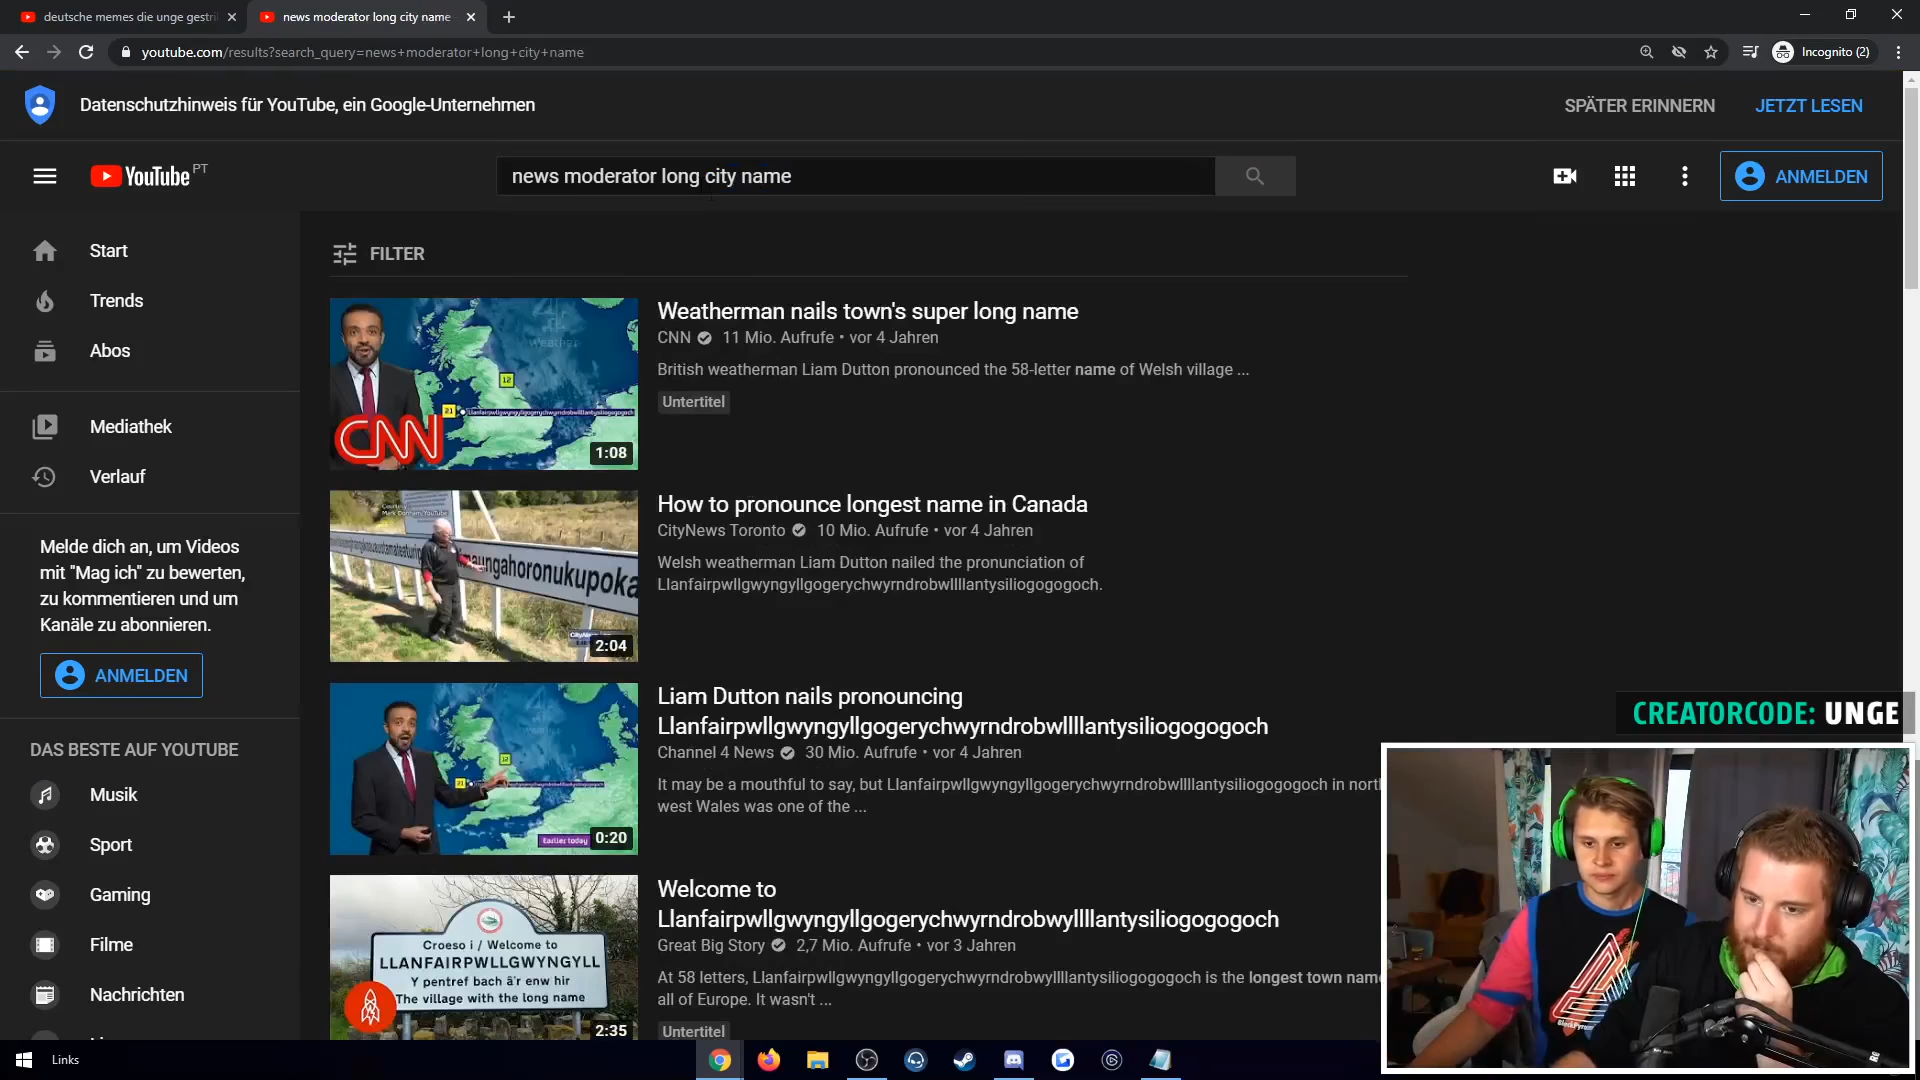 deutsche memes die unge gestri
news moderator long city name
youtube.com/results?search_query=news+moderator+long+city+name
Incognito (2)
Datenschutzhinweis für YouTube, ein Google-Unternehmen
SPÄTER ERINNERN
JETZT LESEN
YouTube PT
news moderator long city name
ANMELDEN
Start
Trends
Abos
Mediathek
Verlauf
Melde dich an, um Videos
mit "Mag ich" zu bewerten,
zu kommentieren und um
Kanäle zu abonnieren.
ANMELDEN
DAS BESTE AUF YOUTUBE
Musik
Sport
Gaming
Filme
Nachrichten
FILTER
12
21
CNN
1:08
Weatherman nails town's super long name
CNN 11 Mio. Aufrufe • vor 4 Jahren
British weatherman Liam Dutton pronounced the 58-letter name of Welsh village ...
Untertitel
aungahoronukupoka
2:04
How to pronounce longest name in Canada
CityNews Toronto 10 Mio. Aufrufe • vor 4 Jahren
Welsh weatherman Liam Dutton nailed the pronunciation of
Llanfairpwllgwyngyllgogerychwyrndrobwllllantysiliogogogoch.
12
21
Earlier today
0:20
Liam Dutton nails pronouncing
Llanfairpwllgwyngyllgogerychwyrndrobwllllantysiliogogogoch
Channel 4 News 30 Mio. Aufrufe • vor 4 Jahren
It may be a mouthful to say, but Llanfairpwllgwyngyllgogerychwyrndrobwllllantysiliogogogoch in nort
west Wales was one of the ...
Croeso i / Welcome to
LLANFAIRPWLLGWYNGYLL
Y pentref bach â'r enw hir
The village with the long name
2:35
Welcome to
Llanfairpwllgwyngyllgogerychwyrndrobwyllllantysiliogogogoch
Great Big Story 2,7 Mio. Aufrufe • vor 3 Jahren
At 58 letters, Llanfairpwllgwyngyllgogerychwyrndrobwllllantysiliogogogoch is the longest town nam
all of Europe. It wasn't ...
Untertitel
CREATORCODE: UNGE
Links